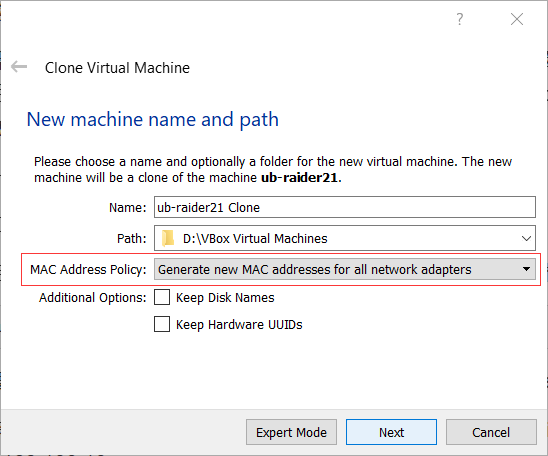 ?
Clone Virtual Machine
New machine name and path
Please choose a name and optionally a folder for the new virtual machine. The new
machine will be a clone of the machine ub-raider21.
Name: ub-raider21 Clone
Path: D:\VBox Virtual Machines
MAC Address Policy: Generate new MAC addresses for all network adapters
Additional Options: Keep Disk Names
Keep Hardware UUIDs
Expert Mode Next Cancel